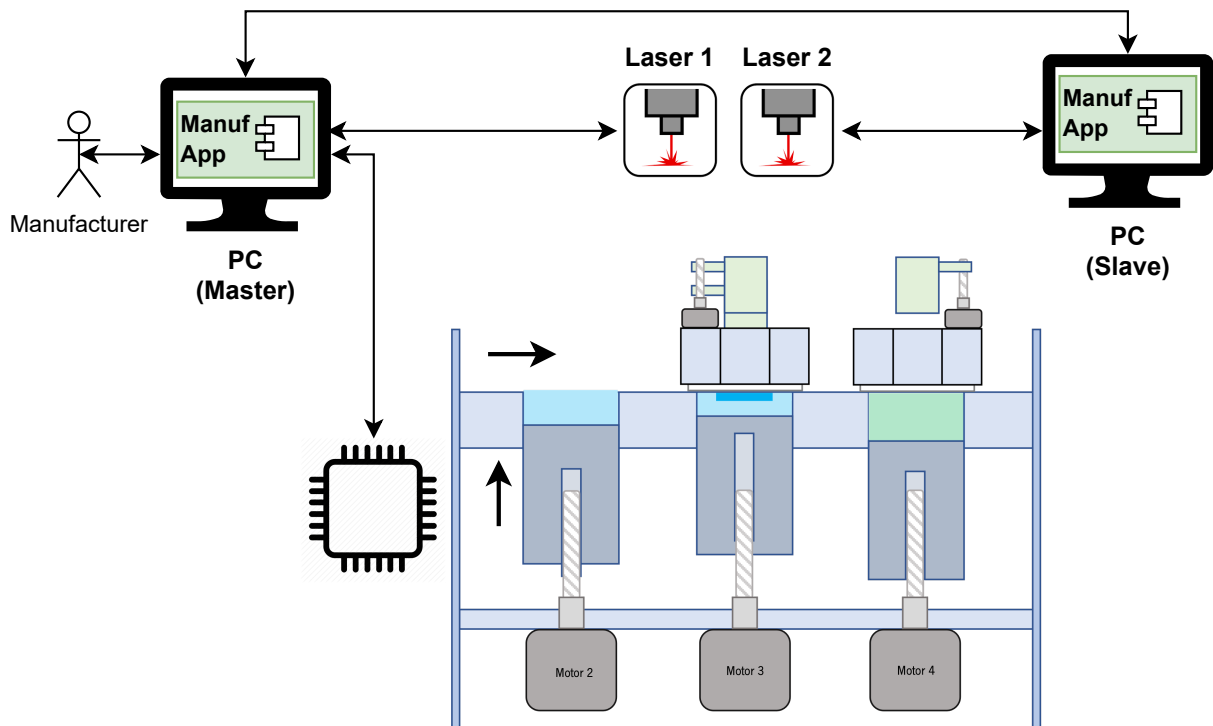 Laser 1
Laser 2
Manuf
App
Manuf
App
Manufacturer
PC
(Master)
PC
(Slave)
Motor 2
Motor 3
Motor 4